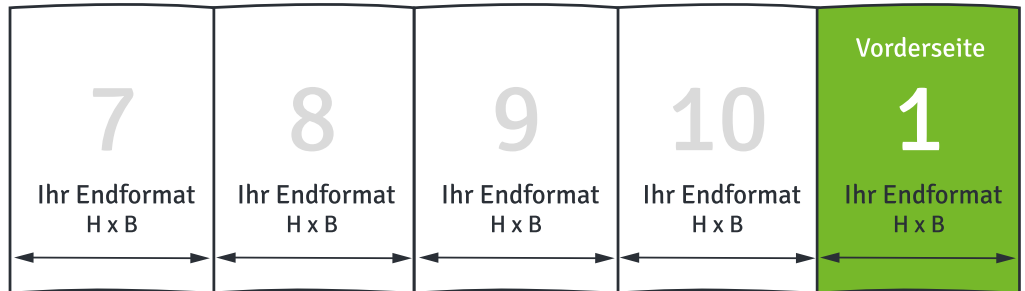 Vorderseite
7 8 9 10 1
Ihr Endformat Ihr Endformat Ihr Endformat Ihr Endformat Ihr Endformat
H x B H x B H x B H x B H x B